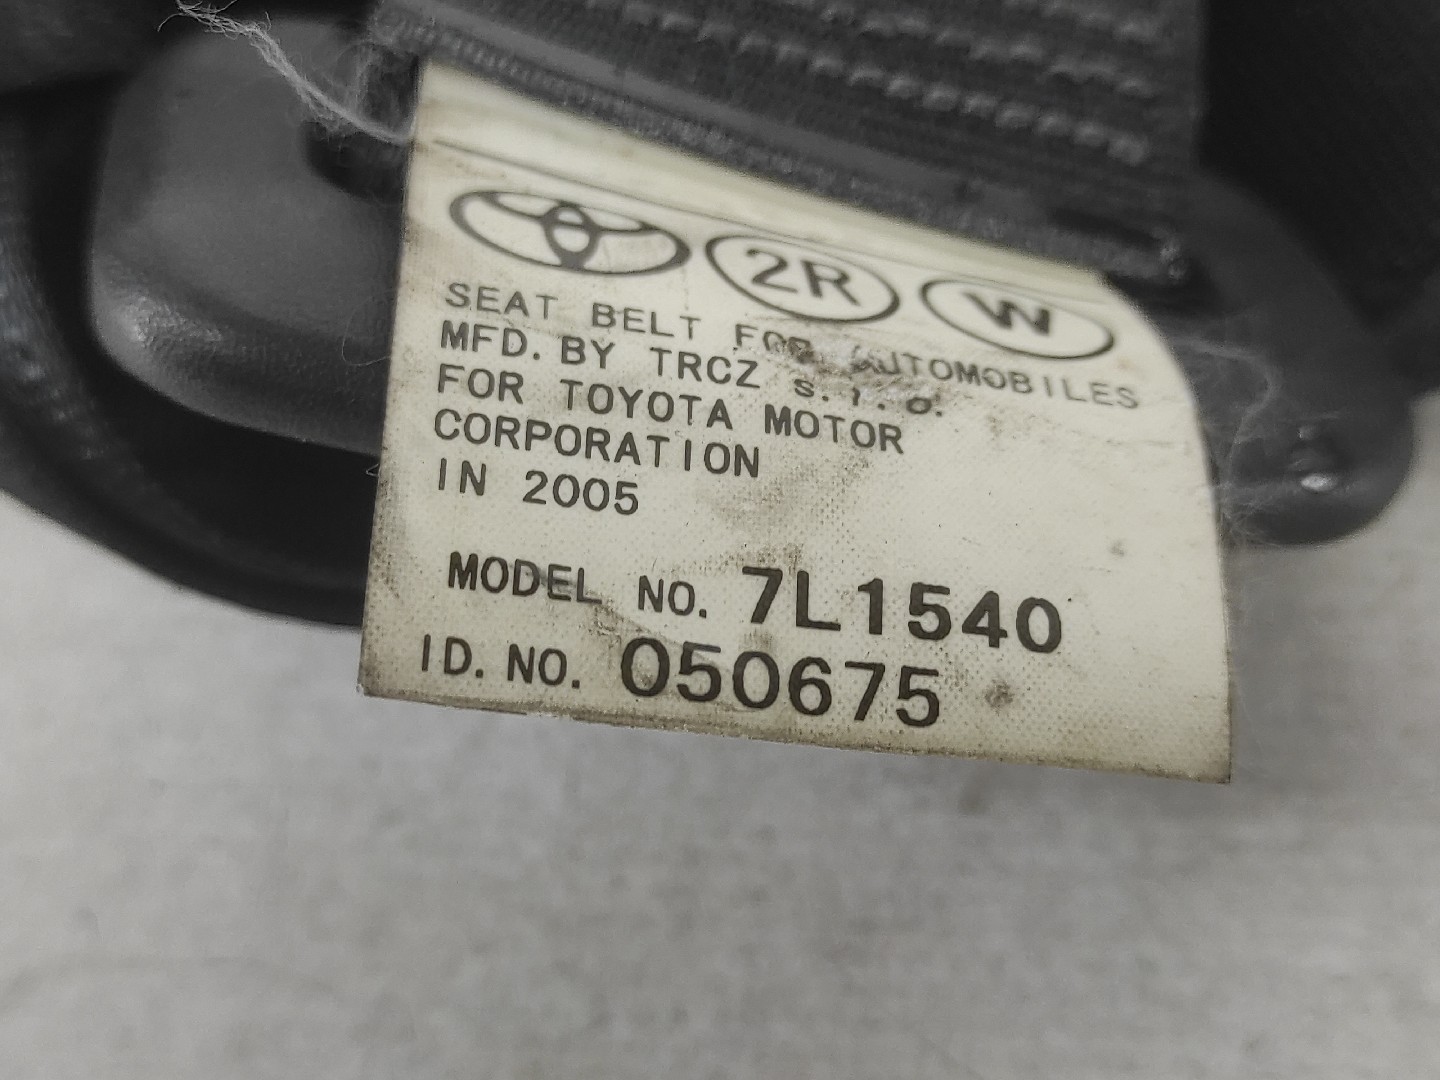 2R W
SEAT BELT FOR AUTOMOBILES
MFD. BY TRCZ s.r.o.
FOR TOYOTA MOTOR
CORPORATION
IN 2005
MODEL NO. 7L1540
ID. NO. 050675